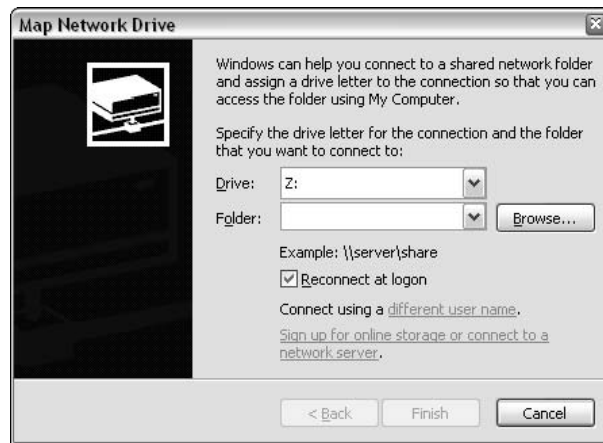 Map Network Drive
Windows can help you connect to a shared network folder
and assign a drive letter to the connection so that you can
access the folder using My Computer.
Specify the drive letter for the connection and the folder
that you want to connect to:
Drive: Z:
Folder: Browse...
Example: \\server\share
Reconnect at logon
Connect using a different user name.
Sign up for online storage or connect to a
network server.
< Back Finish Cancel